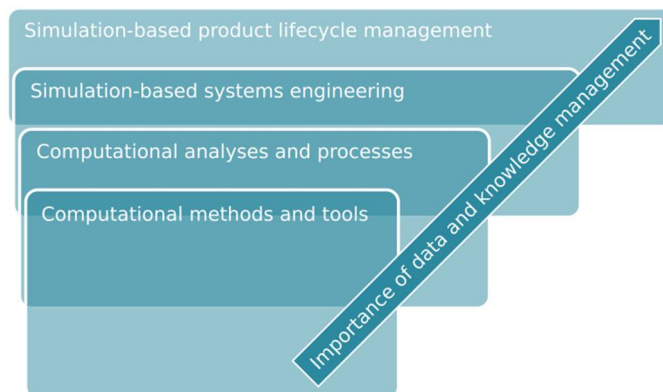 Simulation-based product lifecycle management
Simulation-based systems engineering
Computational analyses and processes
Computational methods and tools
Importance of data and knowledge management